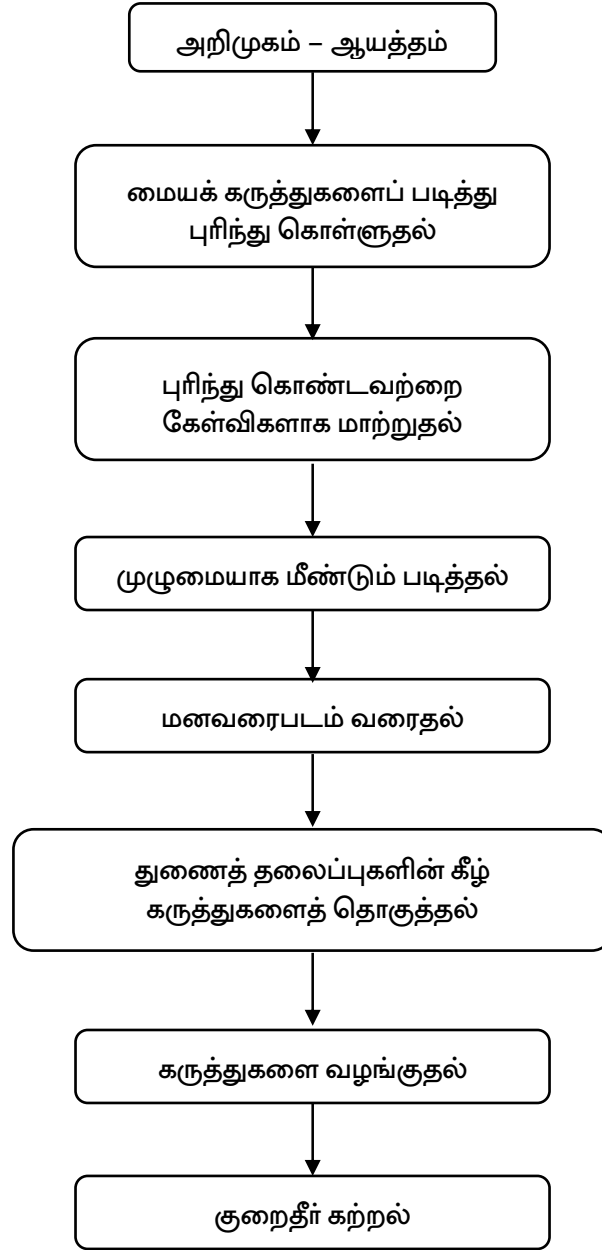 அறிமுகம் – ஆயத்தம்
மையக் கருத்துகளைப் படித்து
புரிந்து கொள்ளுதல்
புரிந்து கொண்டவற்றை
கேள்விகளாக மாற்றுதல்
முழுமையாக மீண்டும் படித்தல்
மனவரைபடம் வரைதல்
துணைத் தலைப்புகளின் கீழ்
கருத்துகளைத் தொகுத்தல்
கருத்துகளை வழங்குதல்
குறைதீர் கற்றல்